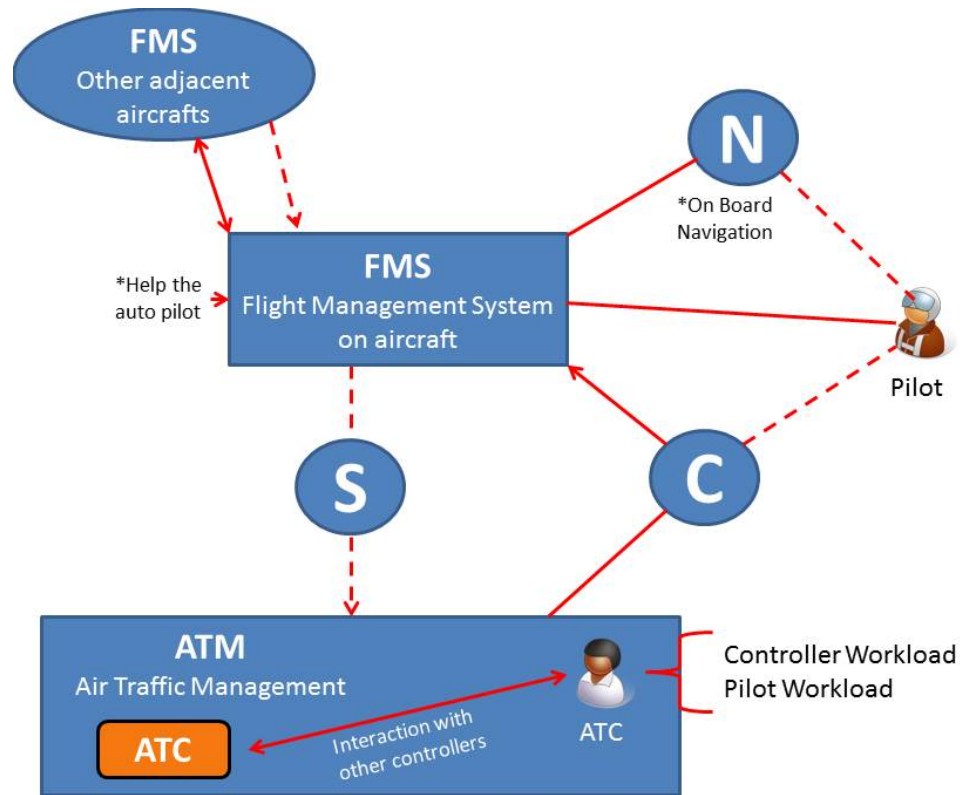 FMS
Other adjacent
aircrafts
N
*On Board
Navigation
FMS
Flight Management System
on aircraft
*Help the
auto pilot
Pilot
S
C
ATM
Air Traffic Management
ATC
Interaction with
other controllers
ATC
Controller Workload
Pilot Workload